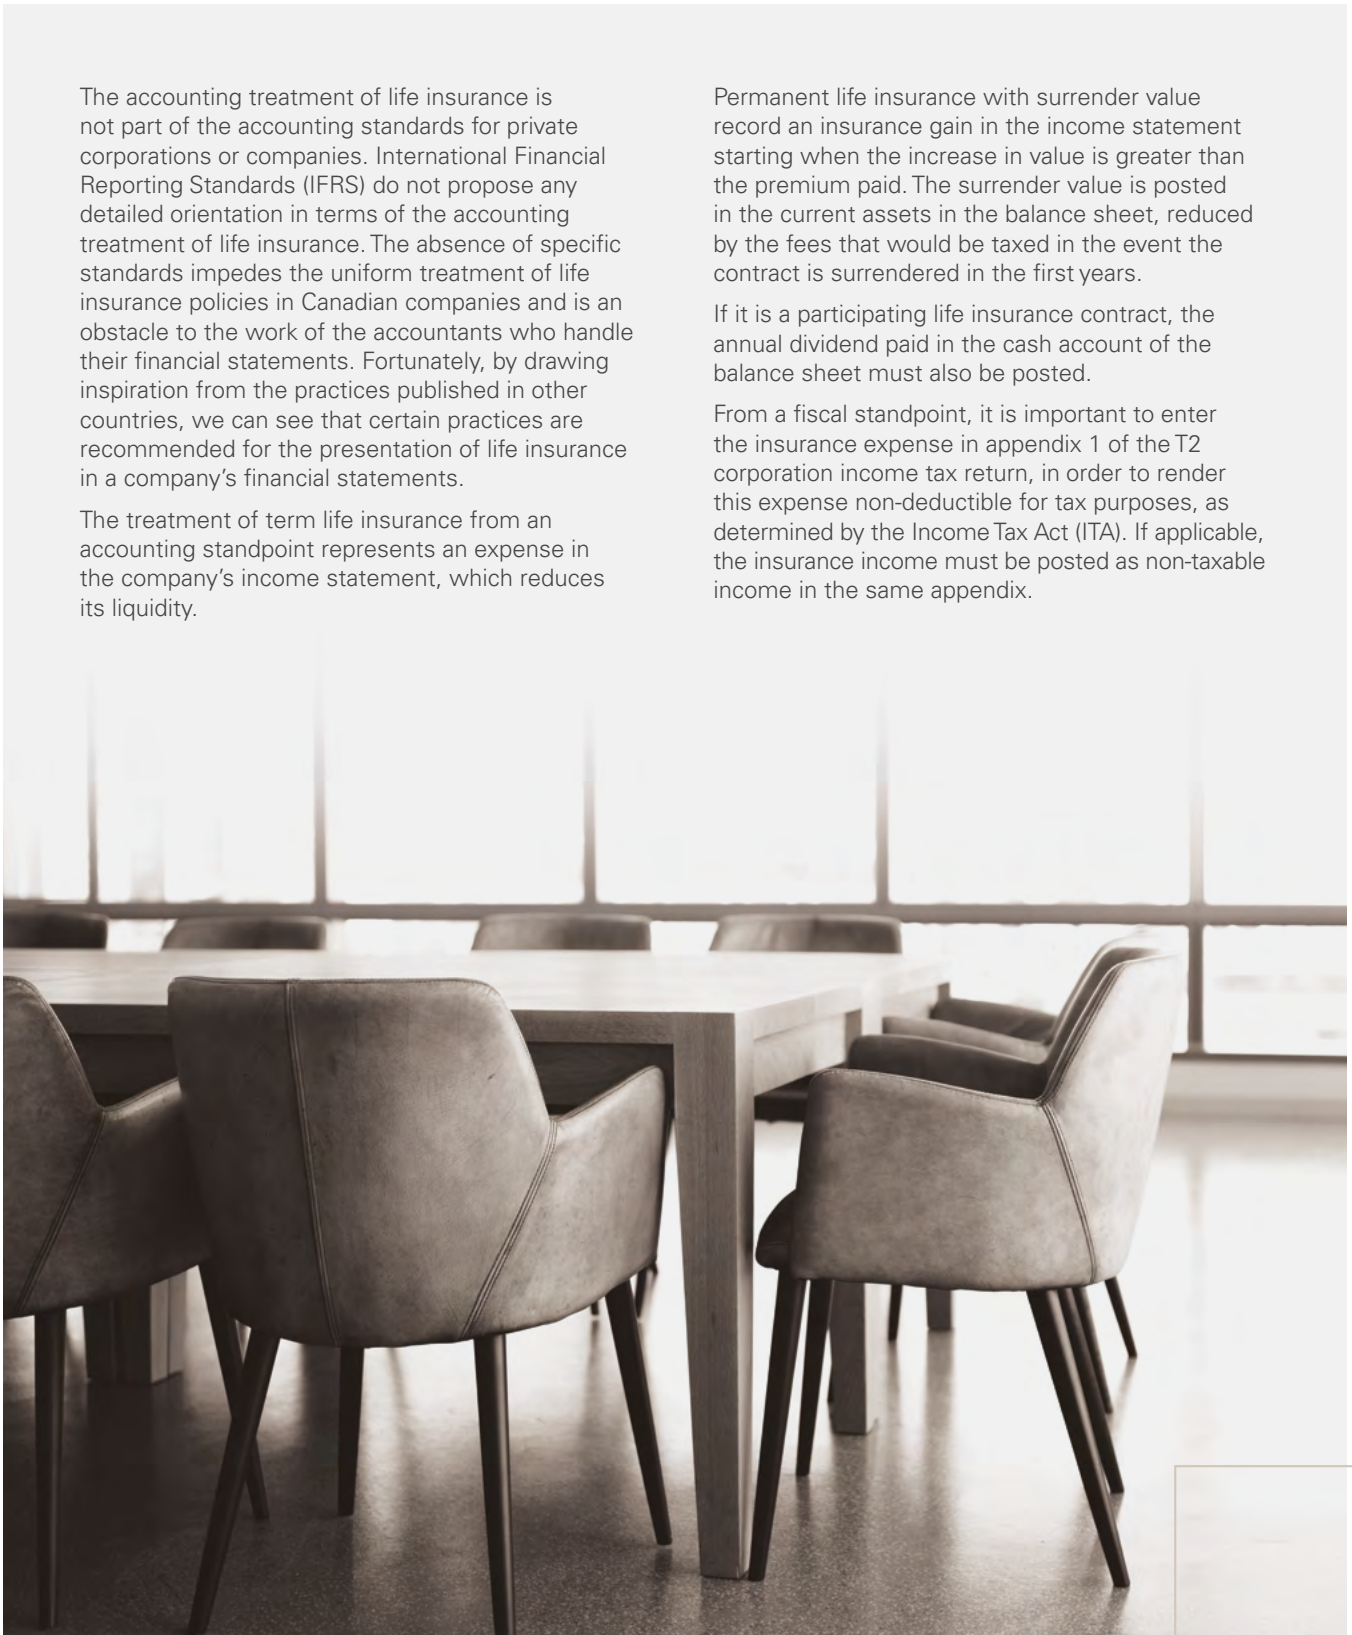 The accounting treatment of life insurance is
not part of the accounting standards for private
corporations or companies. International Financial
Reporting Standards (IFRS) do not propose any
detailed orientation in terms of the accounting
treatment of life insurance. The absence of specific
standards impedes the uniform treatment of life
insurance policies in Canadian companies and is an
obstacle to the work of the accountants who handle
their financial statements. Fortunately, by drawing
inspiration from the practices published in other
countries, we can see that certain practices are
recommended for the presentation of life insurance
in a company’s financial statements.
The treatment of term life insurance from an
accounting standpoint represents an expense in
the company’s income statement, which reduces
its liquidity.
Permanent life insurance with surrender value
record an insurance gain in the income statement
starting when the increase in value is greater than
the premium paid. The surrender value is posted
in the current assets in the balance sheet, reduced
by the fees that would be taxed in the event the
contract is surrendered in the first years.
If it is a participating life insurance contract, the
annual dividend paid in the cash account of the
balance sheet must also be posted.
From a fiscal standpoint, it is important to enter
the insurance expense in appendix 1 of the T2
corporation income tax return, in order to render
this expense non-deductible for tax purposes, as
determined by the Income Tax Act (ITA). If applicable,
the insurance income must be posted as non-taxable
income in the same appendix.